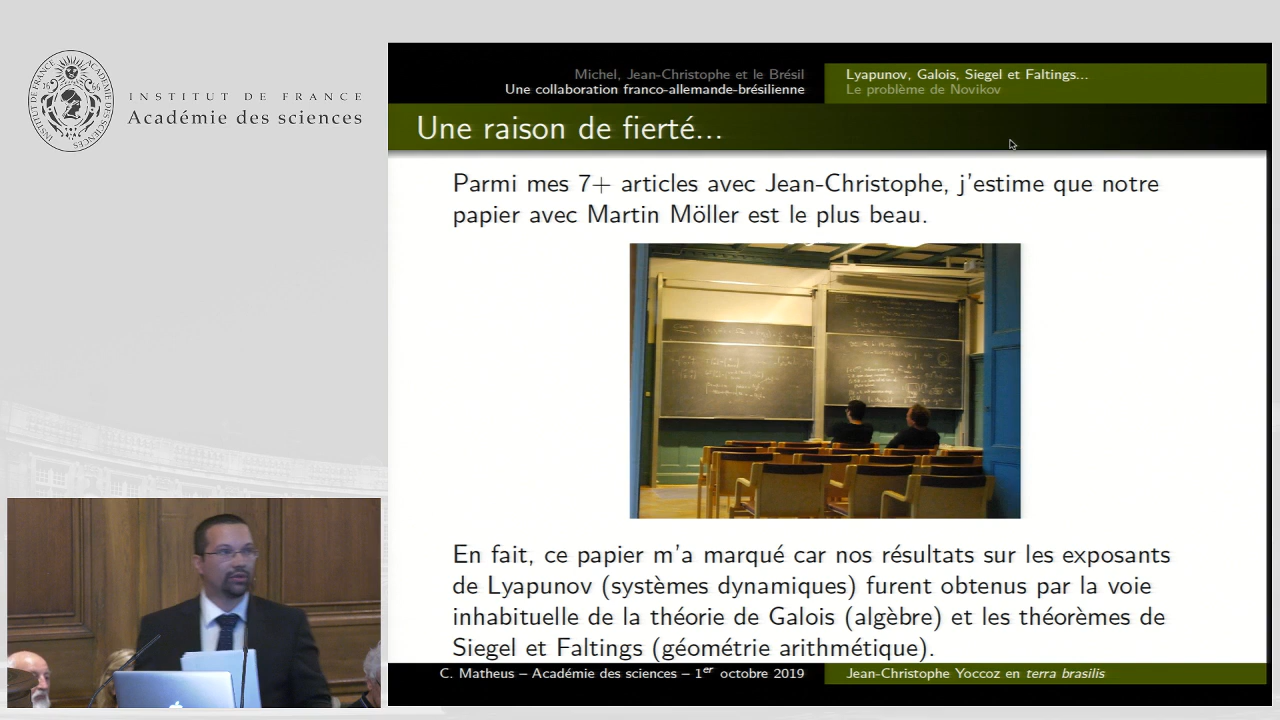 INSTITUT DE FRANCE
Académie des sciences
Michel, Jean-Christophe et le Brésil
Une collaboration franco-allemande-brésilienne
Lyapunov, Galois, Siegel et Faltings...
Le problème de Novikov
Une raison de fierté...
Parmi mes 7+ articles avec Jean-Christophe, j'estime que notre
papier avec Martin Möller est le plus beau.
En fait, ce papier m'a marqué car nos résultats sur les exposants
de Lyapunov (systèmes dynamiques) furent obtenus par la voie
inhabituelle de la théorie de Galois (algèbre) et les théorèmes de
Siegel et Faltings (géométrie arithmétique).
C. Matheus – Académie des sciences – 1er octobre 2019
Jean-Christophe Yoccoz en terra brasilis